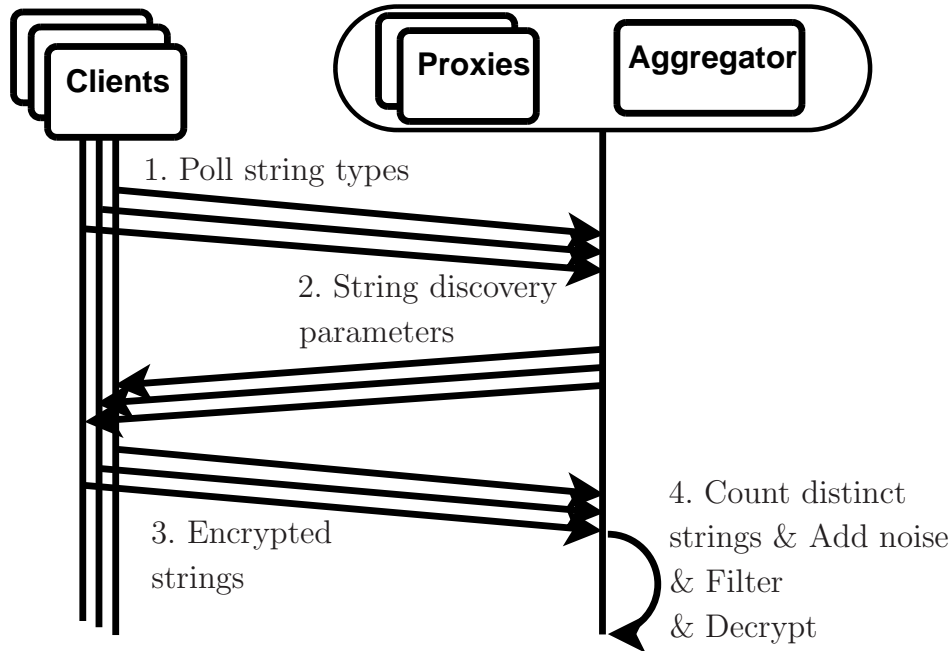 Clients
Proxies
Aggregator
1. Poll string types
2. String discovery
parameters
3. Encrypted
strings
4. Count distinct
strings & Add noise
& Filter
& Decrypt